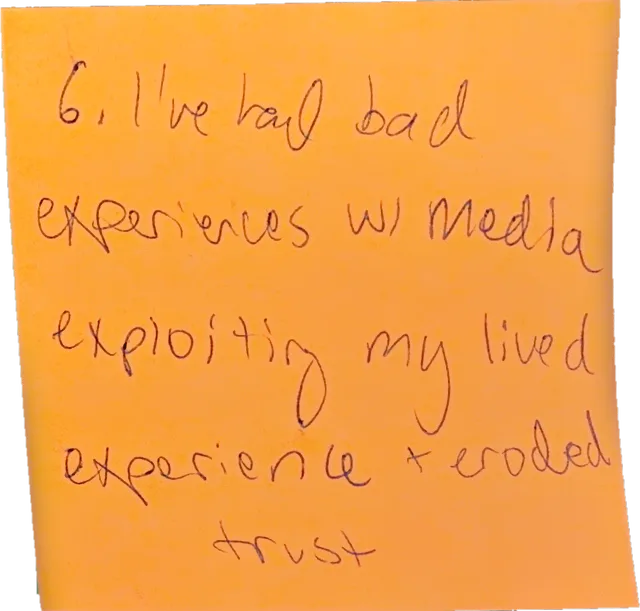 6. I've had bad
experiences w/ Media
exploiting my lived
experience + eroded
trust